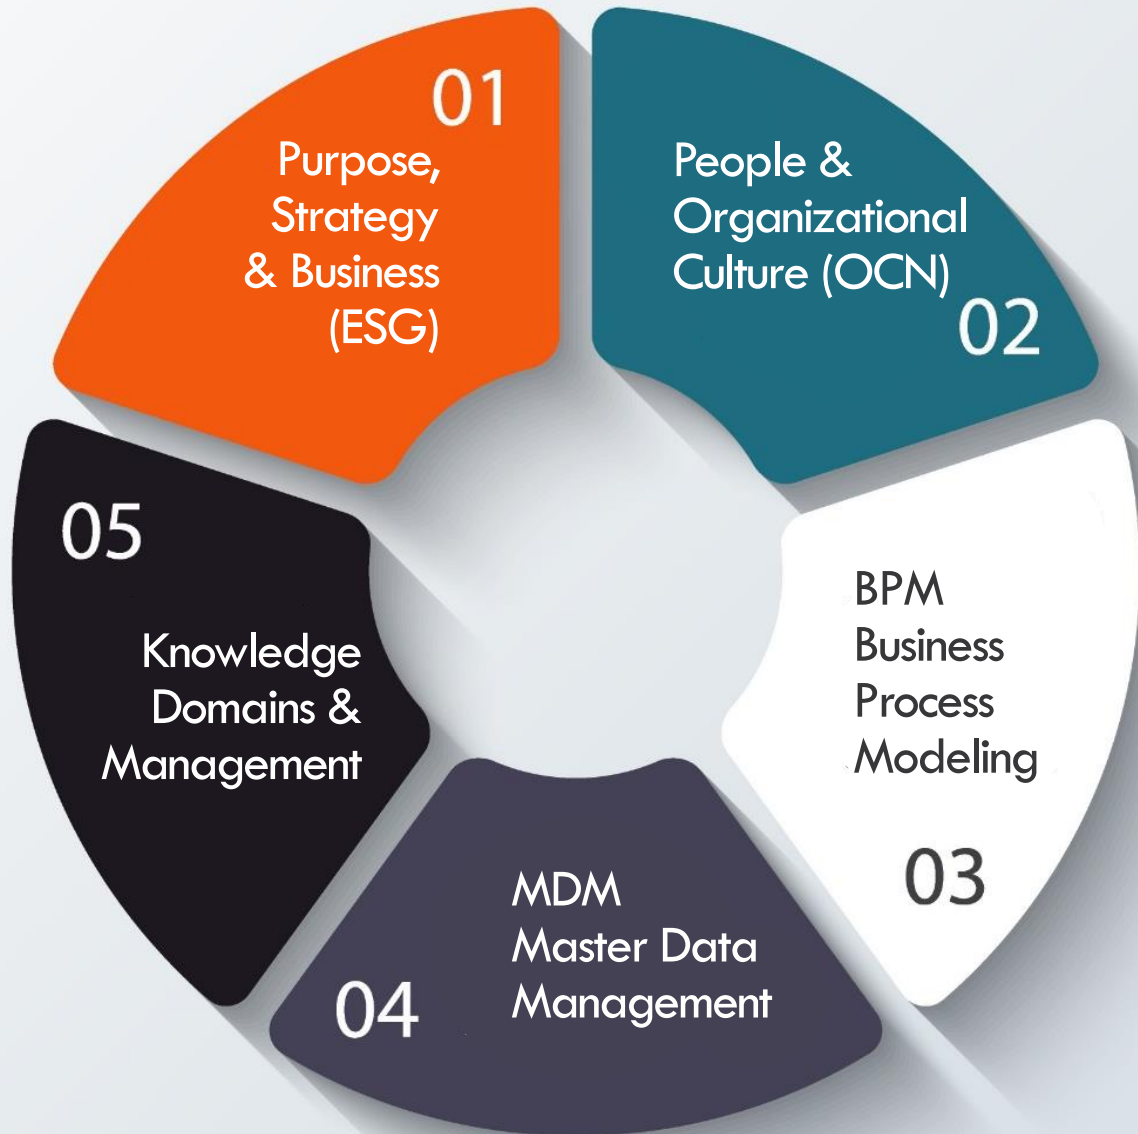 01
Purpose,
Strategy
& Business
(ESG)
People &
Organizational
Culture (OCN)
02
BPM
Business
Process
Modeling
03
MDM
Master Data
Management
04
05
Knowledge
Domains &
Management